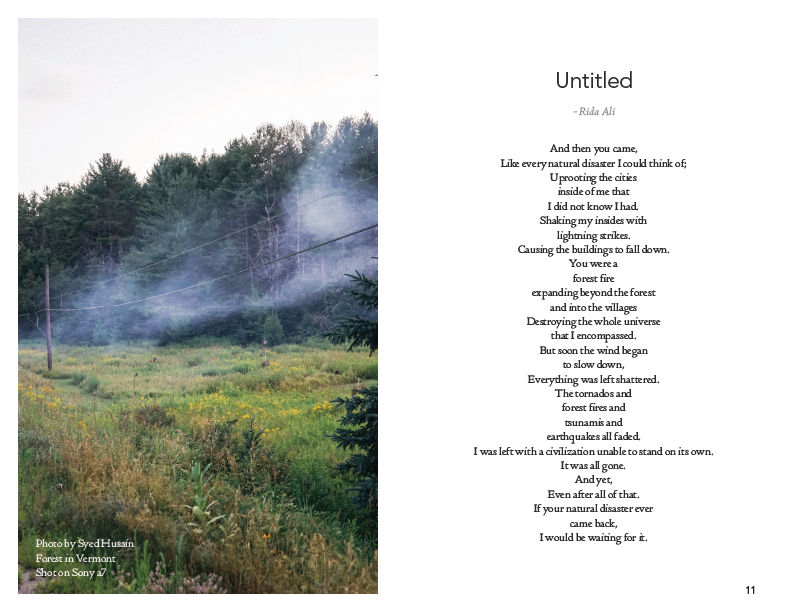 Untitled
- Rida Ali
And then you came,
Like every natural disaster I could think of;
Uprooting the cities
inside of me that
I did not know I had.
Shaking my insides with
lightning strikes.
Causing the buildings to fall down.
You were a
forest fire
expanding beyond the forest
and into the villages
Destroying the whole universe
that I encompassed.
But soon the wind began
to slow down,
Everything was left shattered.
The tornados and
forest fires and
tsunamis and
earthquakes all faded.
I was left with a civilization unable to stand on its own.
It was all gone.
And yet,
Even after all of that.
If your natural disaster ever
came back,
I would be waiting for it.
Photo by Syed Husain
Forest in Vermont
Shot on Sony a7
11